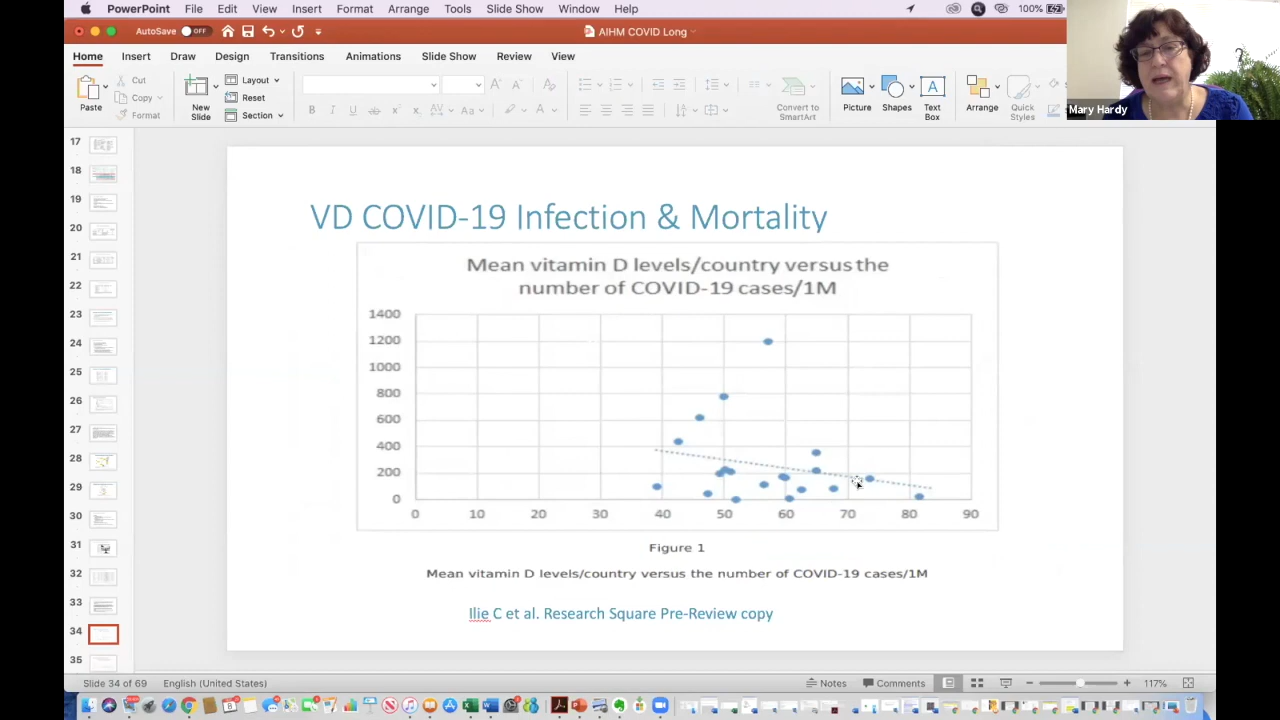 PowerPoint File Edit View Insert Format Arrange Tools Slide Show Window Help 100%
AutoSave OFF AIHM COVID Long
Home Insert Draw Design Transitions Animations Slide Show Review View
Paste Cut Copy Format New Slide Layout Reset Section Convert to SmartArt Picture Shapes Text Box Arrange Quick Styles
Mary Hardy
17
18
19
20
21
22
23
24
25
26
27
28
29
30
31
32
33
34
35
VD COVID-19 Infection & Mortality
Mean vitamin D levels/country versus the
number of COVID-19 cases/1M
1400
1200
1000
800
600
400
200
0
0 10 20 30 40 50 60 70 80 90
Figure 1
Mean vitamin D levels/country versus the number of COVID-19 cases/1M
Ilie C et al. Research Square Pre-Review copy
Slide 34 of 69 English (United States) Notes Comments 117%